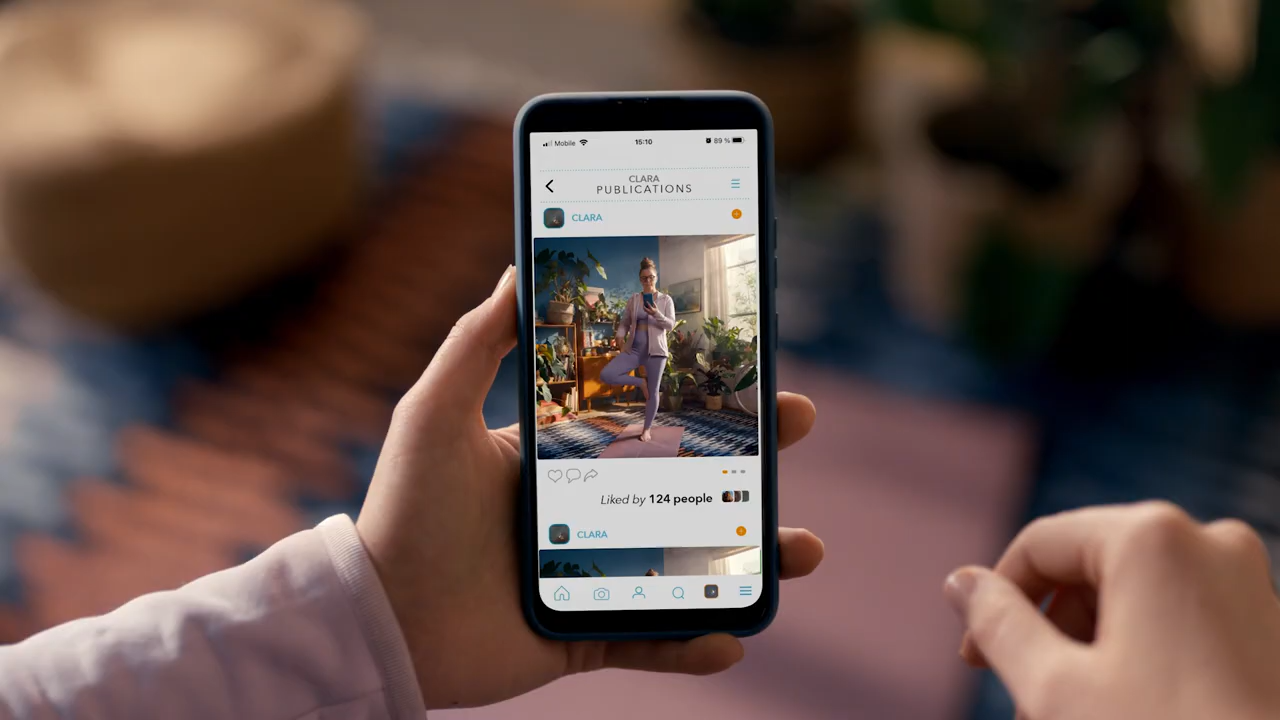 Mobile 15:10 89 %
CLARA
PUBLICATIONS
CLARA
Liked by 124 people
CLARA